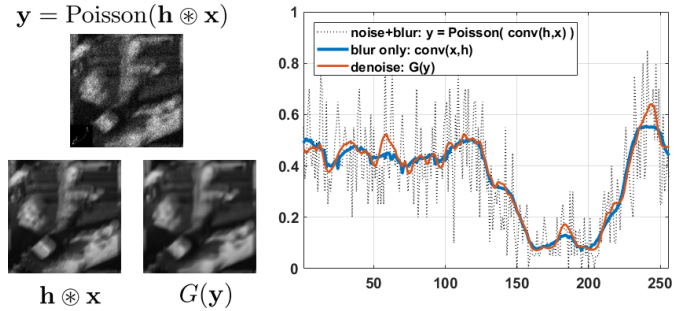 y = Poisson(h ⊛ x)
h ⊛ x
G(y)
1
0.8
0.6
0.4
0.2
0
50
100
150
200
250
noise+blur: y = Poisson( conv(h,x) )
blur only: conv(x,h)
denoise: G(y)